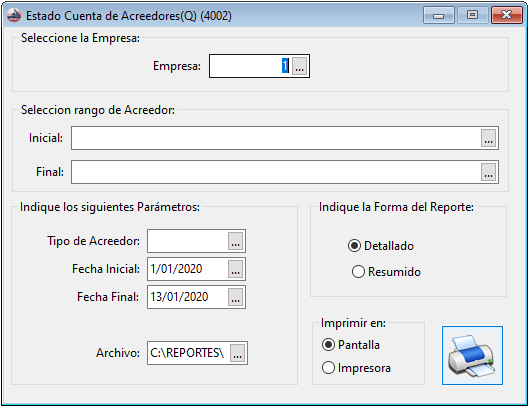 Estado Cuenta de Acreedores(Q) (4002)
Seleccione la Empresa:
Empresa: 1 ...
Seleccion rango de Acreedor:
Inicial: ...
Final: ...
Indique los siguientes Parámetros:
Tipo de Acreedor: ...
Fecha Inicial: 1/01/2020 ...
Fecha Final: 13/01/2020 ...
Archivo: C:\REPORTES\ ...
Indique la Forma del Reporte:
Detallado
Resumido
Imprimir en:
Pantalla
Impresora